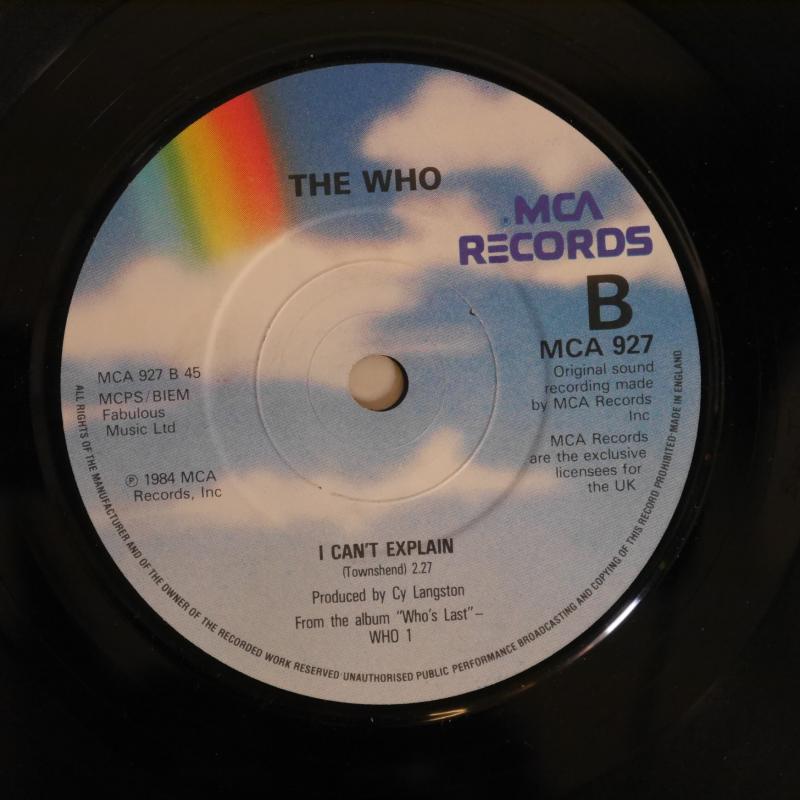 THE WHO
MCA
RECORDS
B
MCA 927
Original sound
recording made
by MCA Records
Inc
MCA Records
are the exclusive
licensees for
the UK
MCA 927 B 45
MCPS/BIEM
Fabulous
Music Ltd
℗ 1984 MCA
Records, Inc
I CAN'T EXPLAIN
(Townshend) 2.27
Produced by Cy Langston
From the album "Who's Last"–
WHO 1
ALL RIGHTS OF THE MANUFACTURER AND OF THE OWNER OF THE RECORDED WORK RESERVED·UNAUTHORISED PUBLIC PERFORMANCE BROADCASTING AND COPYING OF THIS RECORD PROHIBITED·MADE IN ENGLAND